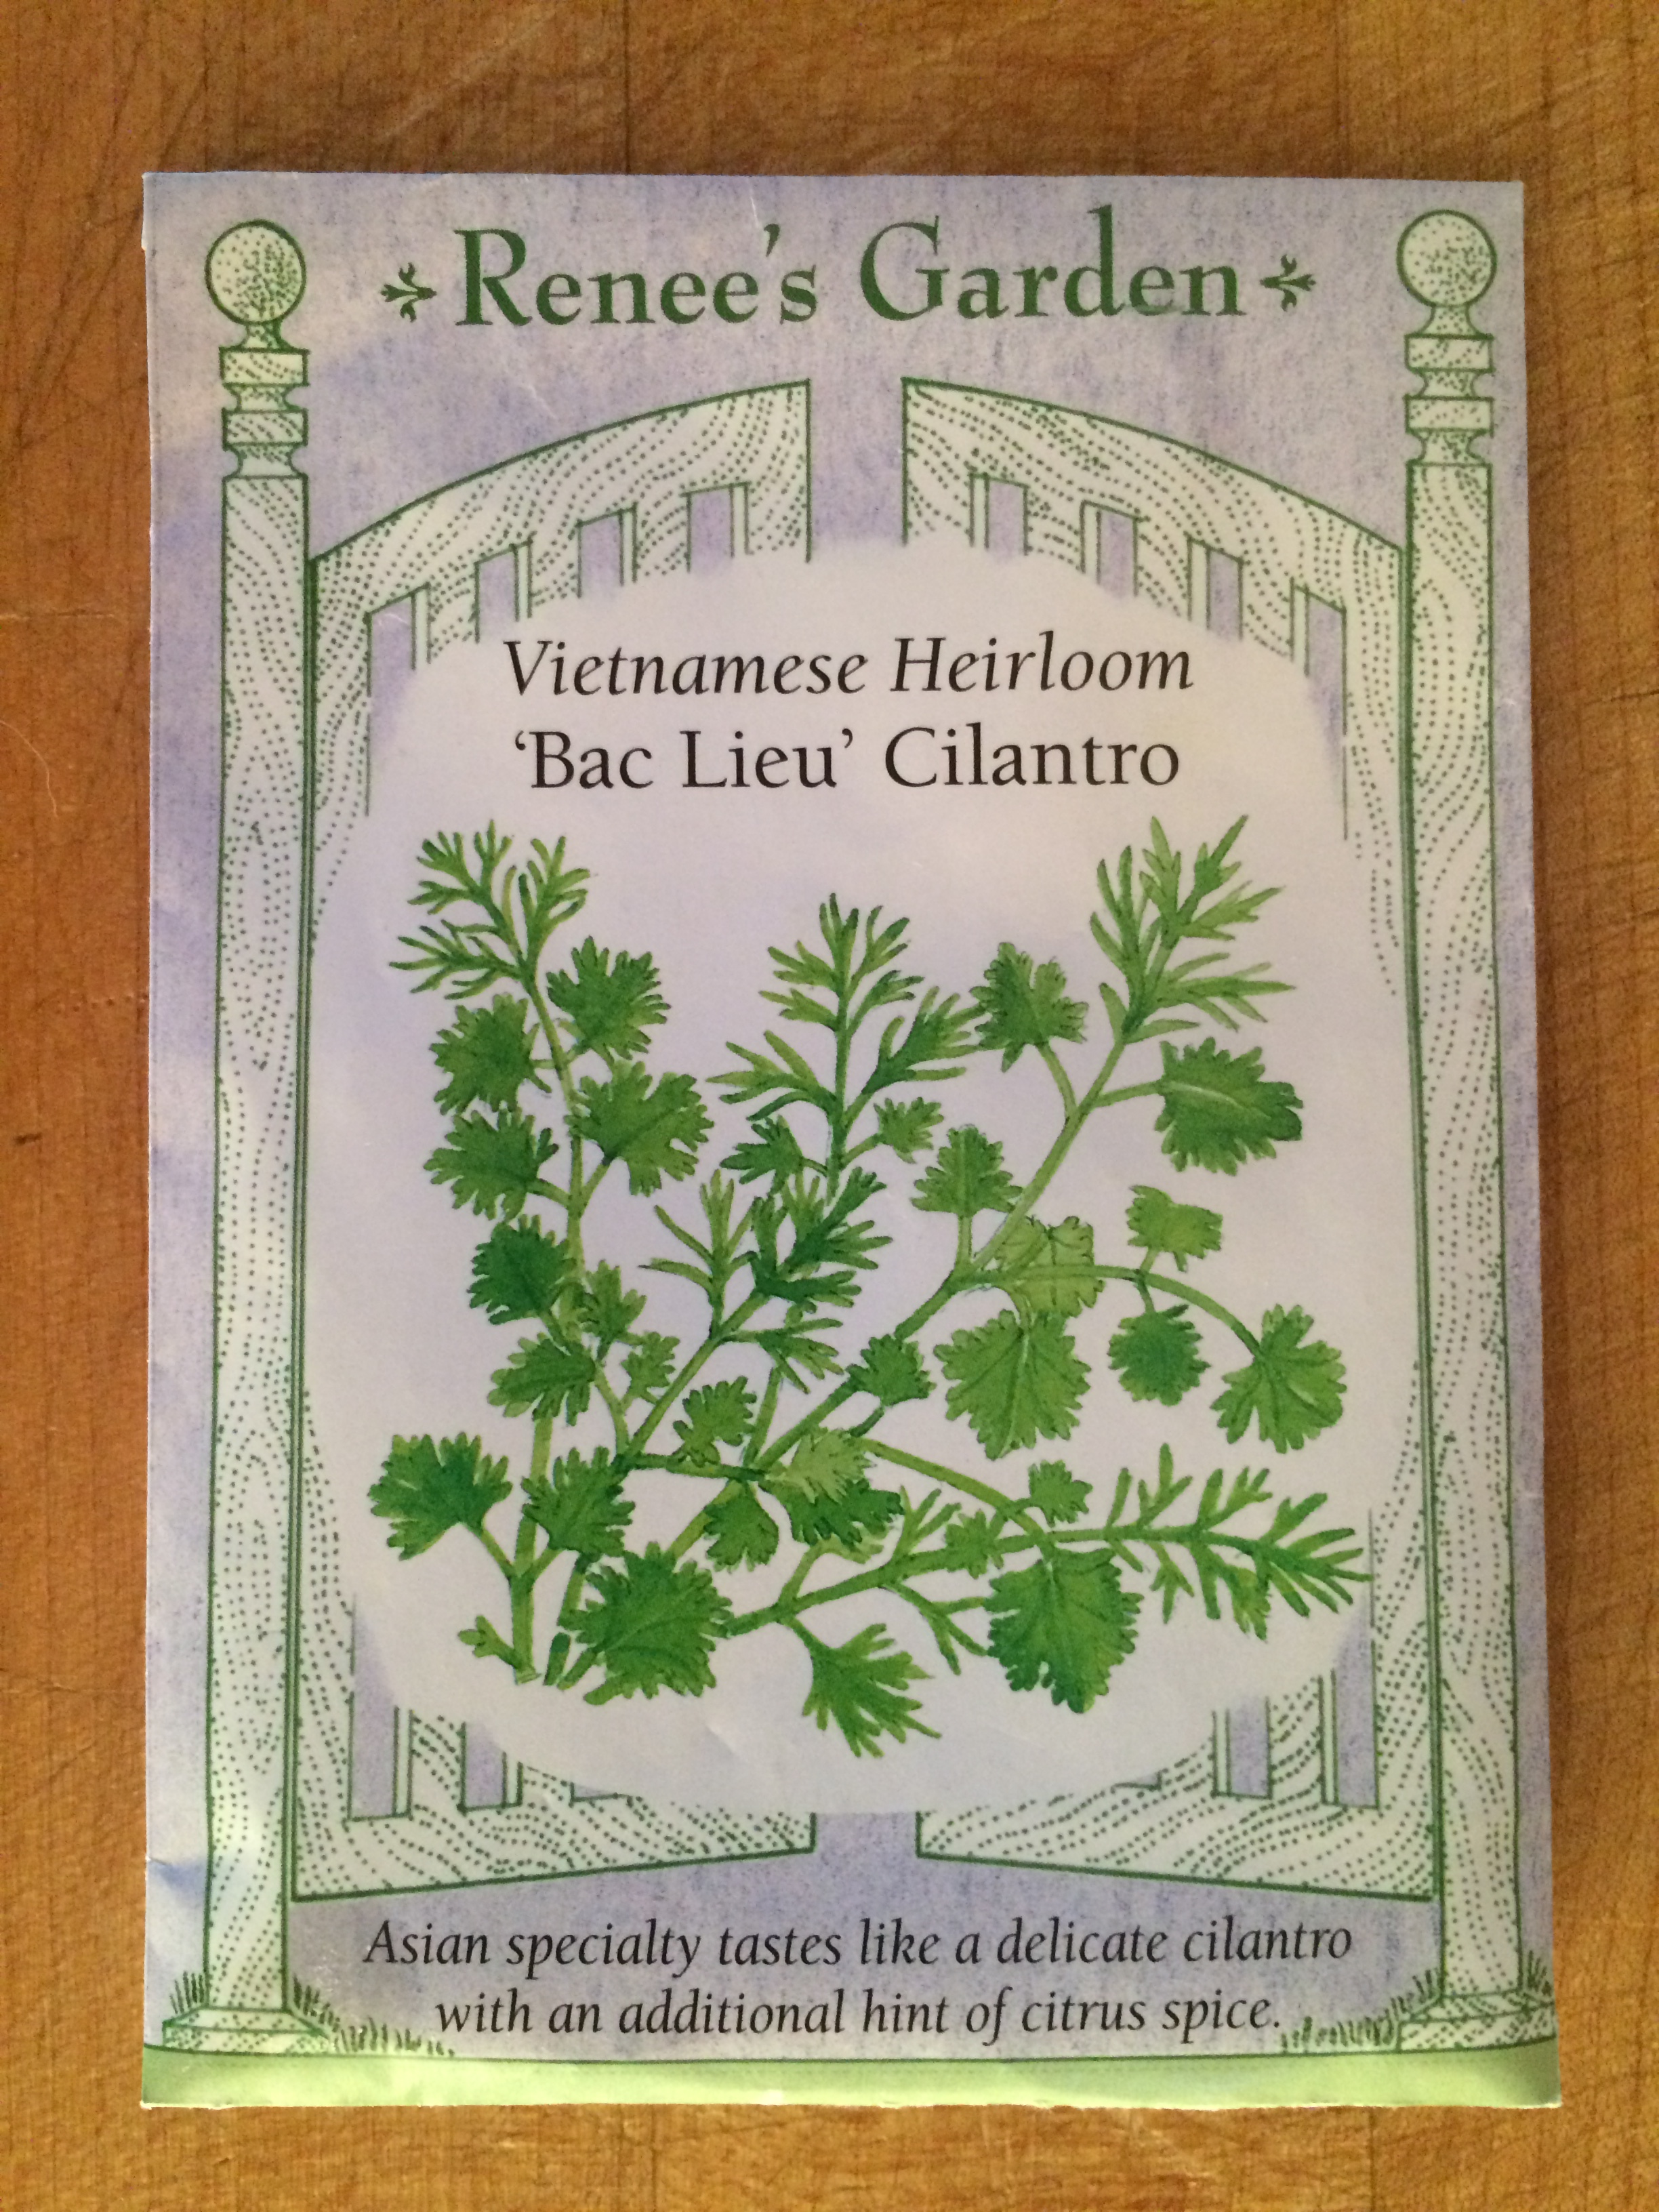 Renee's Garden
Vietnamese Heirloom
‘Bac Lieu’ Cilantro
Asian specialty tastes like a delicate cilantro
with an additional hint of citrus spice.